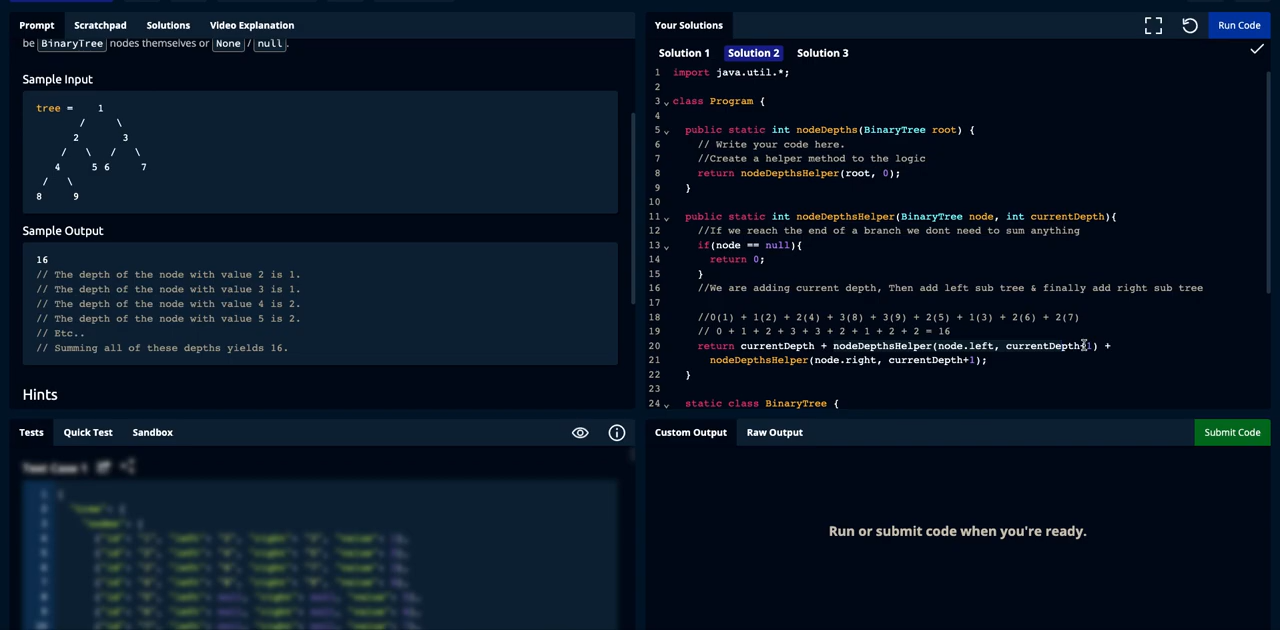 Prompt Scratchpad Solutions Video Explanation
be BinaryTree nodes themselves or None / null.
Sample Input
tree = 1
/ \
2 3
/ \ / \
4 5 6 7
/ \
8 9
Sample Output
16
// The depth of the node with value 2 is 1.
// The depth of the node with value 3 is 1.
// The depth of the node with value 4 is 2.
// The depth of the node with value 5 is 2.
// Etc..
// Summing all of these depths yields 16.
Hints
Tests Quick Test Sandbox
Test Case 1
Your Solutions
Run Code
Solution 1 Solution 2 Solution 3
1 import java.util.*;
2
3 class Program {
4
5 public static int nodeDepths(BinaryTree root) {
6 // Write your code here.
7 //Create a helper method to the logic
8 return nodeDepthsHelper(root, 0);
9 }
10
11 public static int nodeDepthsHelper(BinaryTree node, int currentDepth){
12 //If we reach the end of a branch we dont need to sum anything
13 if(node == null){
14 return 0;
15 }
16 //We are adding current depth, Then add left sub tree & finally add right sub tree
17
18 //0(1) + 1(2) + 2(4) + 3(8) + 3(9) + 2(5) + 1(3) + 2(6) + 2(7)
19 // 0 + 1 + 2 + 3 + 3 + 2 + 1 + 2 + 2 = 16
20 return currentDepth + nodeDepthsHelper(node.left, currentDepth+1) +
21 nodeDepthsHelper(node.right, currentDepth+1);
22 }
23
24 static class BinaryTree {
Custom Output Raw Output
Submit Code
Run or submit code when you're ready.